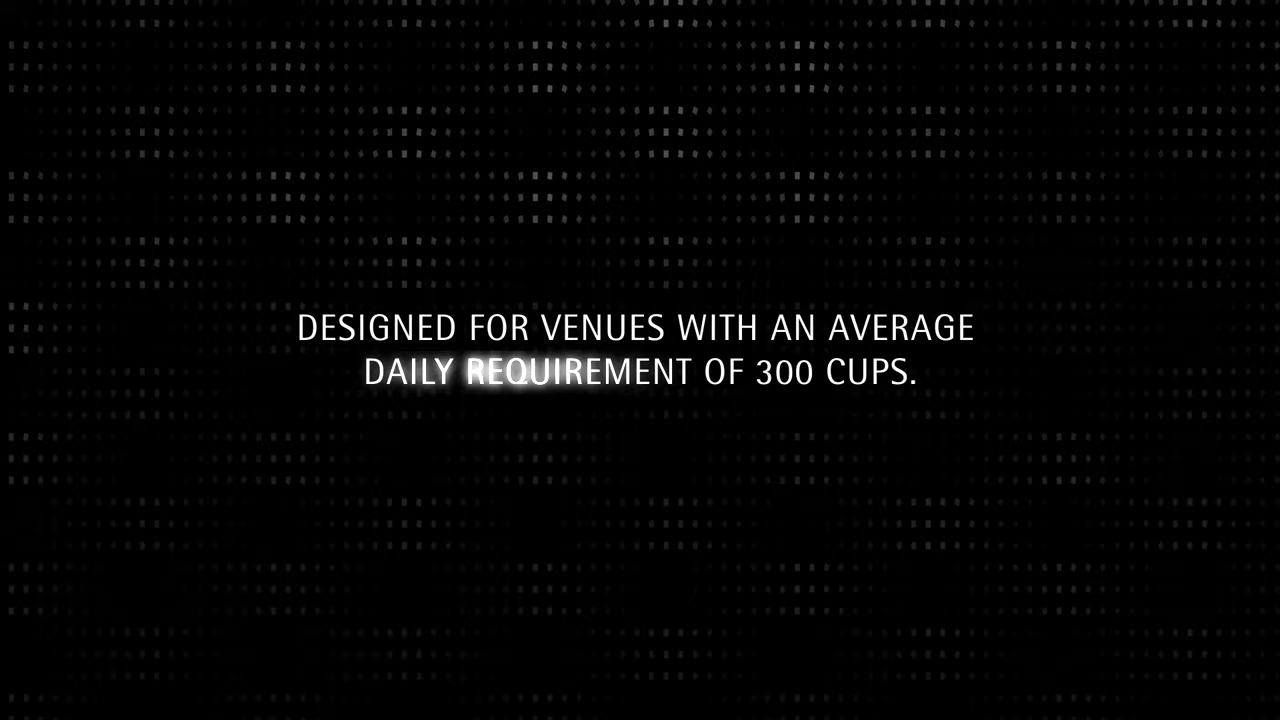 DESIGNED FOR VENUES WITH AN AVERAGE
DAILY REQUIREMENT OF 300 CUPS.